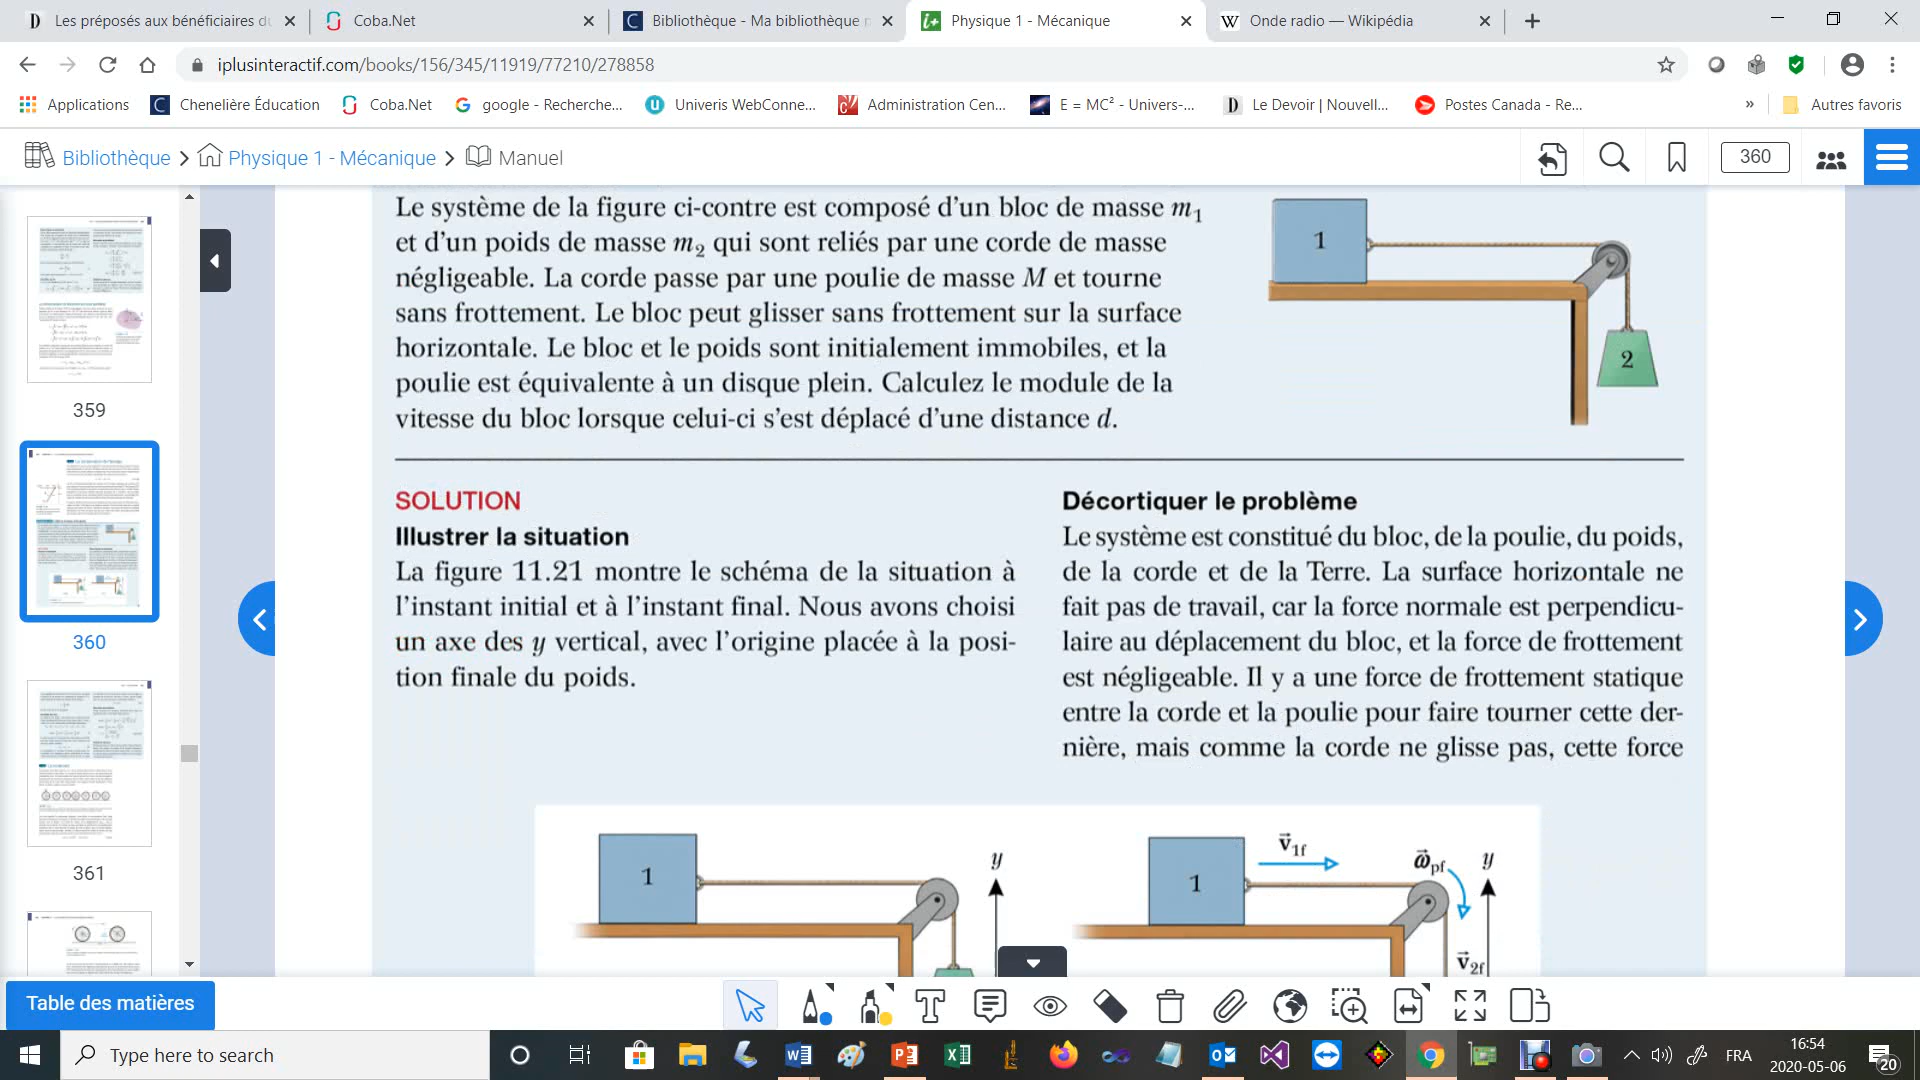 Les préposés aux bénéficiaires du
Coba.Net
Bibliothèque - Ma bibliothèque n
Physique 1 - Mécanique
Onde radio — Wikipédia
iplusinteractif.com/books/156/345/11919/77210/278858
Applications
Chenelière Éducation
Coba.Net
google - Recherche...
Univeris WebConne...
Administration Cen...
E = MC² - Univers-...
Le Devoir | Nouvell...
Postes Canada - Re...
»
Autres favoris
Bibliothèque
Physique 1 - Mécanique
Manuel
360
359
360
361
Le système de la figure ci-contre est composé d’un bloc de masse m₁
et d’un poids de masse m₂ qui sont reliés par une corde de masse
négligeable. La corde passe par une poulie de masse M et tourne
sans frottement. Le bloc peut glisser sans frottement sur la surface
horizontale. Le bloc et le poids sont initialement immobiles, et la
poulie est équivalente à un disque plein. Calculez le module de la
vitesse du bloc lorsque celui-ci s’est déplacé d’une distance d.
1
2
SOLUTION
Illustrer la situation
La figure 11.21 montre le schéma de la situation à
l’instant initial et à l’instant final. Nous avons choisi
un axe des y vertical, avec l’origine placée à la posi-
tion finale du poids.
Décortiquer le problème
Le système est constitué du bloc, de la poulie, du poids,
de la corde et de la Terre. La surface horizontale ne
fait pas de travail, car la force normale est perpendicu-
laire au déplacement du bloc, et la force de frottement
est négligeable. Il y a une force de frottement statique
entre la corde et la poulie pour faire tourner cette der-
nière, mais comme la corde ne glisse pas, cette force
1
y
1
v⃗1f
ω⃗pf
y
v⃗2f
Table des matières
Type here to search
FRA
16:54
2020-05-06
20